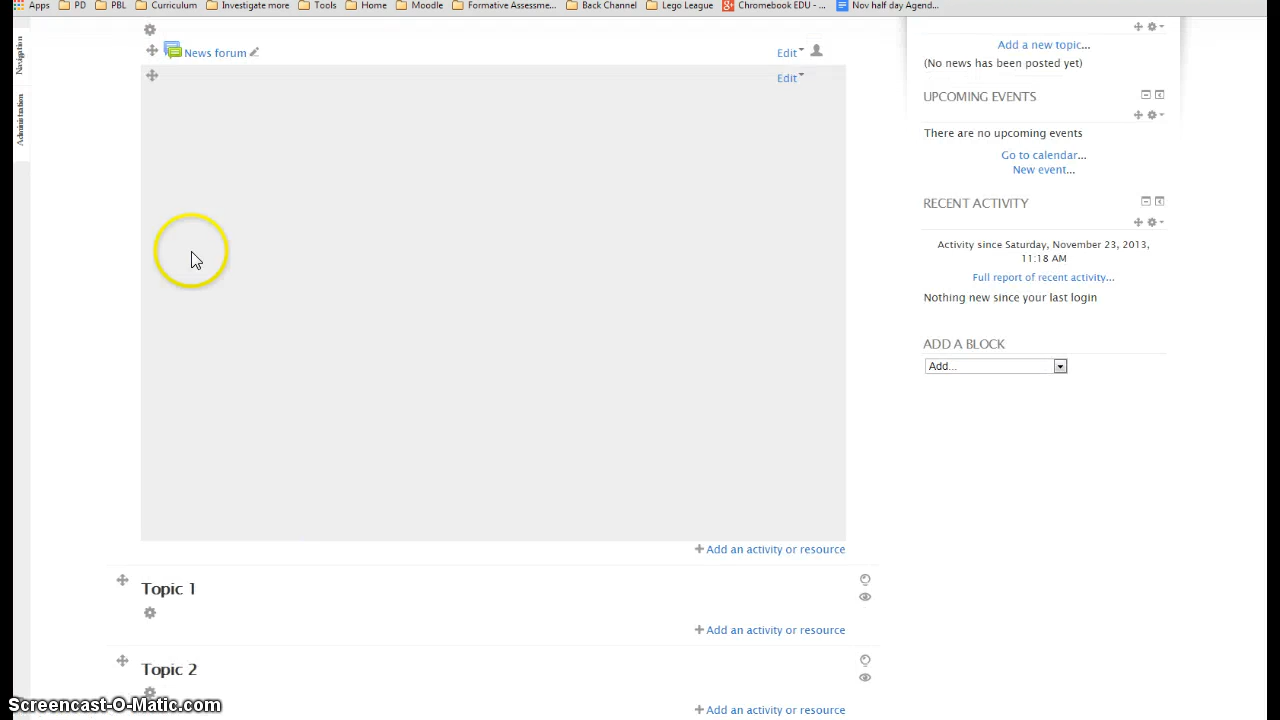 Apps PD PBL Curriculum Investigate more Tools Home Moodle Formative Assessme... Back Channel Lego League Chromebook EDU - ... Nov half day Agend...
Navigation
Administration
News forum
Edit
Edit
Add an activity or resource
Topic 1
Add an activity or resource
Topic 2
Add an activity or resource
Add a new topic...
(No news has been posted yet)
UPCOMING EVENTS
There are no upcoming events
Go to calendar...
New event...
RECENT ACTIVITY
Activity since Saturday, November 23, 2013,
11:18 AM
Full report of recent activity...
Nothing new since your last login
ADD A BLOCK
Add...
Screencast-O-Matic.com